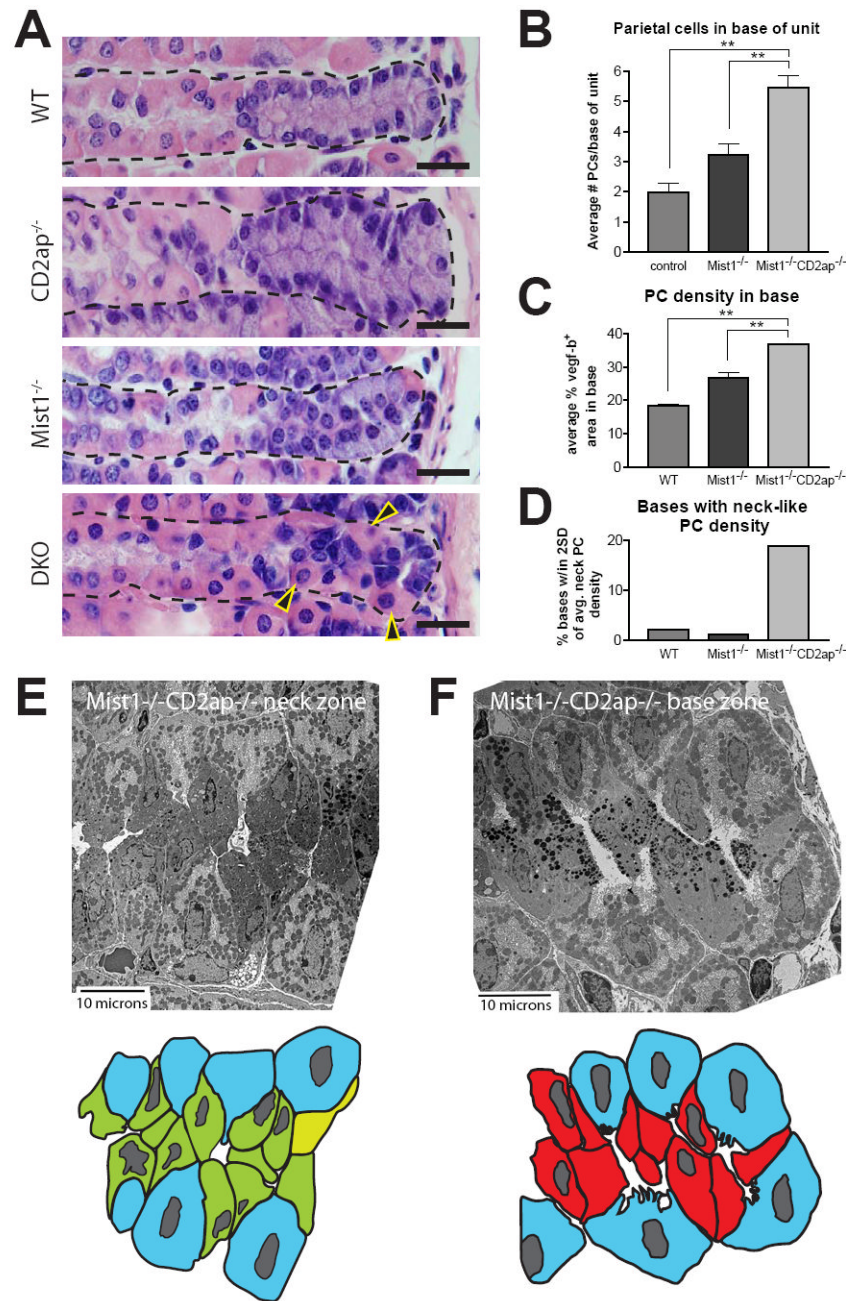 A
WT
CD2ap-/-
Mist1-/-
DKO
B
Parietal cells in base of unit
**
**
Average # PCs/base of unit
6
5
4
3
2
1
0
control
Mist1-/-
Mist1-/-CD2ap-/-
C
PC density in base
**
**
average % vegf-b+
area in base
40
30
20
10
0
WT
Mist1-/-
Mist1-/-CD2ap-/-
D
Bases with neck-like
PC density
% bases w/in 2SD
of avg. neck PC
density
20
10
0
WT
Mist1-/-
Mist1-/-CD2ap-/-
E
Mist1-/-CD2ap-/- neck zone
10 microns
F
Mist1-/-CD2ap-/- base zone
10 microns